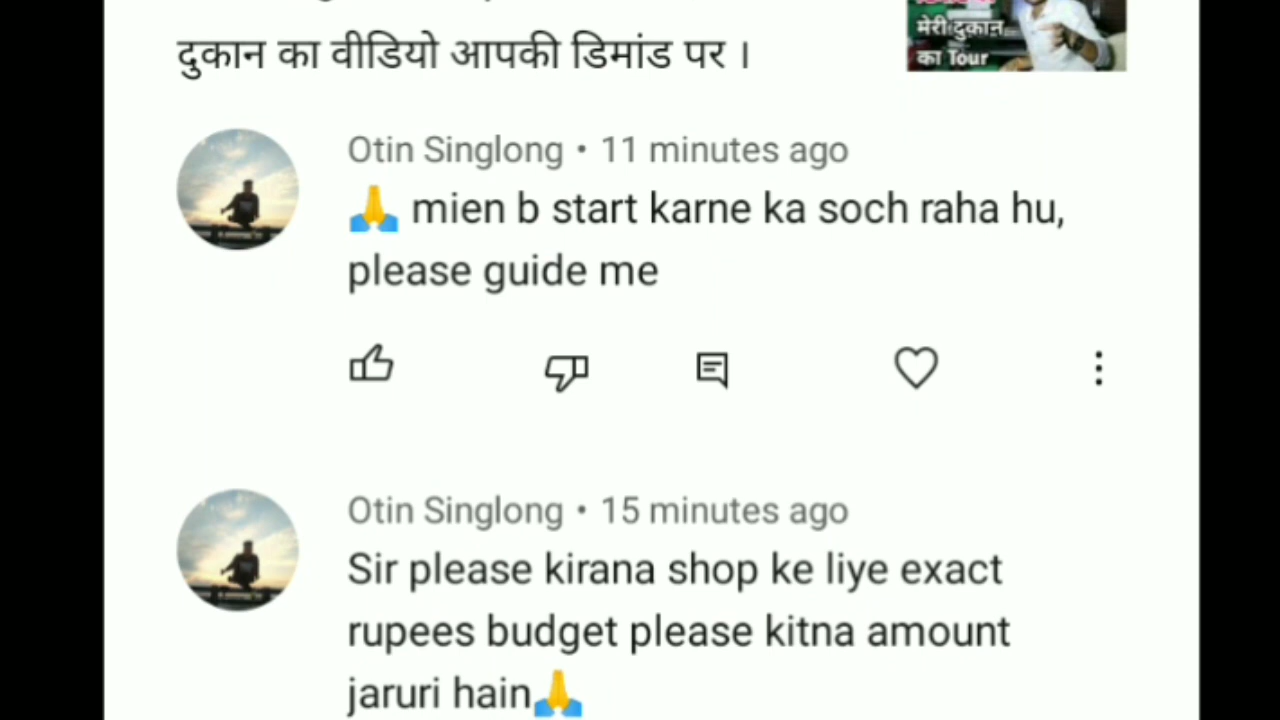 दुकान का वीडियो आपकी डिमांड पर ।
मेरी दुकान
का Tour
Otin Singlong • 11 minutes ago
🙏 mien b start karne ka soch raha hu,
please guide me
Otin Singlong • 15 minutes ago
Sir please kirana shop ke liye exact
rupees budget please kitna amount
jaruri hain🙏